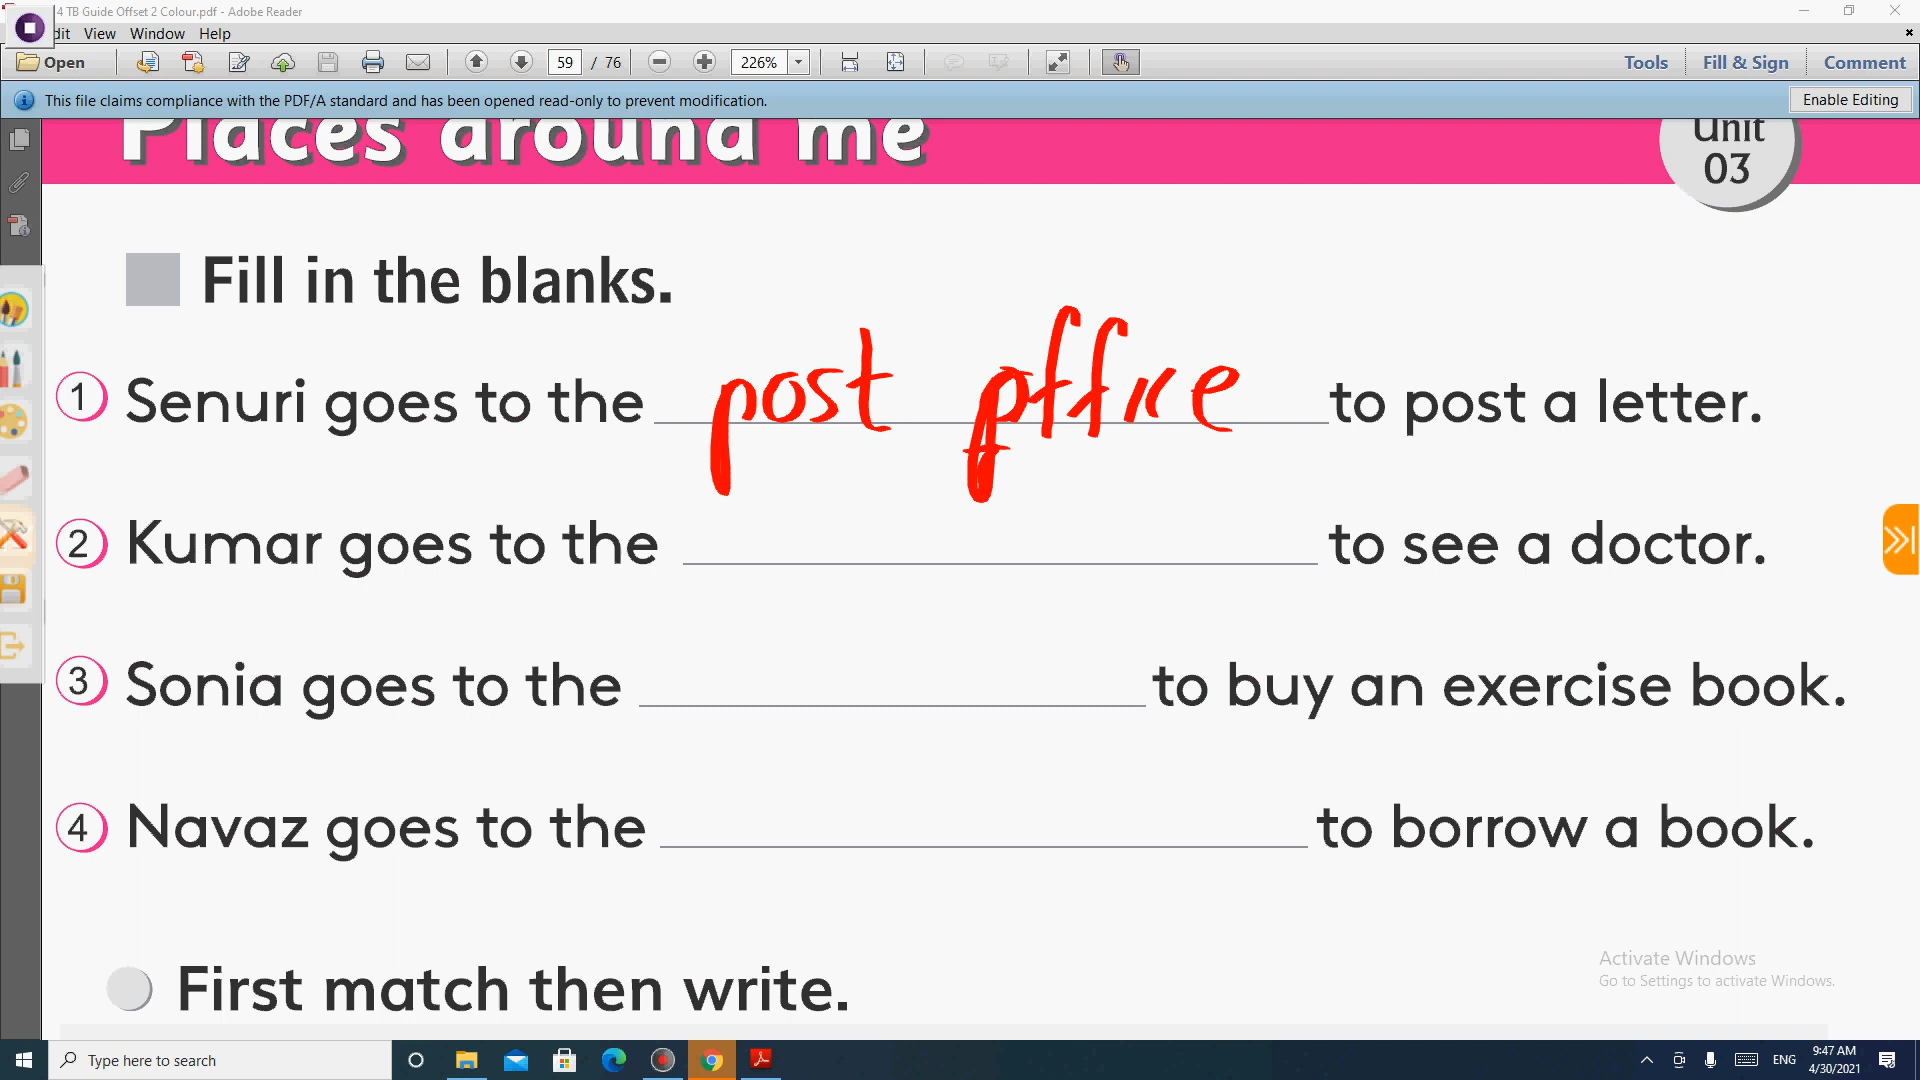 4 TB Guide Offset 2 Colour.pdf - Adobe Reader
dit View Window Help
Open 59 / 76 226% Tools Fill & Sign Comment
This file claims compliance with the PDF/A standard and has been opened read-only to prevent modification. Enable Editing
Places around me
Unit
03
Fill in the blanks.
1 Senuri goes to the post office to post a letter.
2 Kumar goes to the to see a doctor.
3 Sonia goes to the to buy an exercise book.
4 Navaz goes to the to borrow a book.
Activate Windows
Go to Settings to activate Windows.
First match then write.
Type here to search
ENG
9:47 AM
4/30/2021